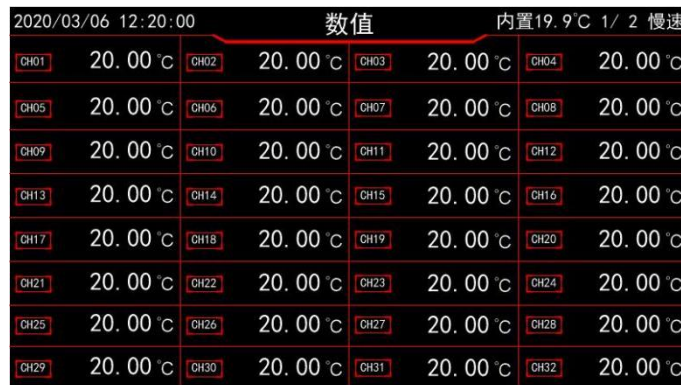 2020/03/06 12:20:00 数值 内置19.9℃ 1/ 2 慢速
CH01 20.00℃ CH02 20.00℃ CH03 20.00℃ CH04 20.00℃
CH05 20.00℃ CH06 20.00℃ CH07 20.00℃ CH08 20.00℃
CH09 20.00℃ CH10 20.00℃ CH11 20.00℃ CH12 20.00℃
CH13 20.00℃ CH14 20.00℃ CH15 20.00℃ CH16 20.00℃
CH17 20.00℃ CH18 20.00℃ CH19 20.00℃ CH20 20.00℃
CH21 20.00℃ CH22 20.00℃ CH23 20.00℃ CH24 20.00℃
CH25 20.00℃ CH26 20.00℃ CH27 20.00℃ CH28 20.00℃
CH29 20.00℃ CH30 20.00℃ CH31 20.00℃ CH32 20.00℃